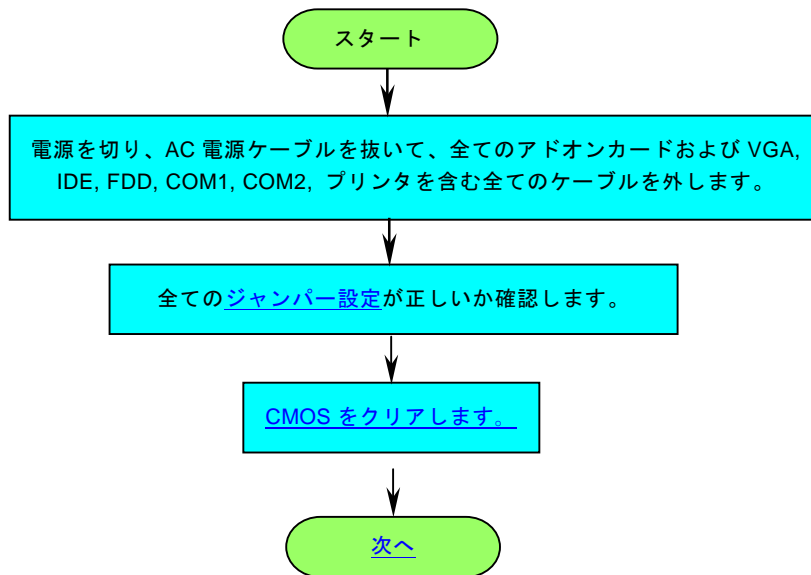 スタート
電源を切り、AC 電源ケーブルを抜いて、全てのアドオンカードおよび VGA,
IDE, FDD, COM1, COM2, プリンタを含む全てのケーブルを外します。
全てのジャンパー設定が正しいか確認します。
CMOS をクリアします。
次へ